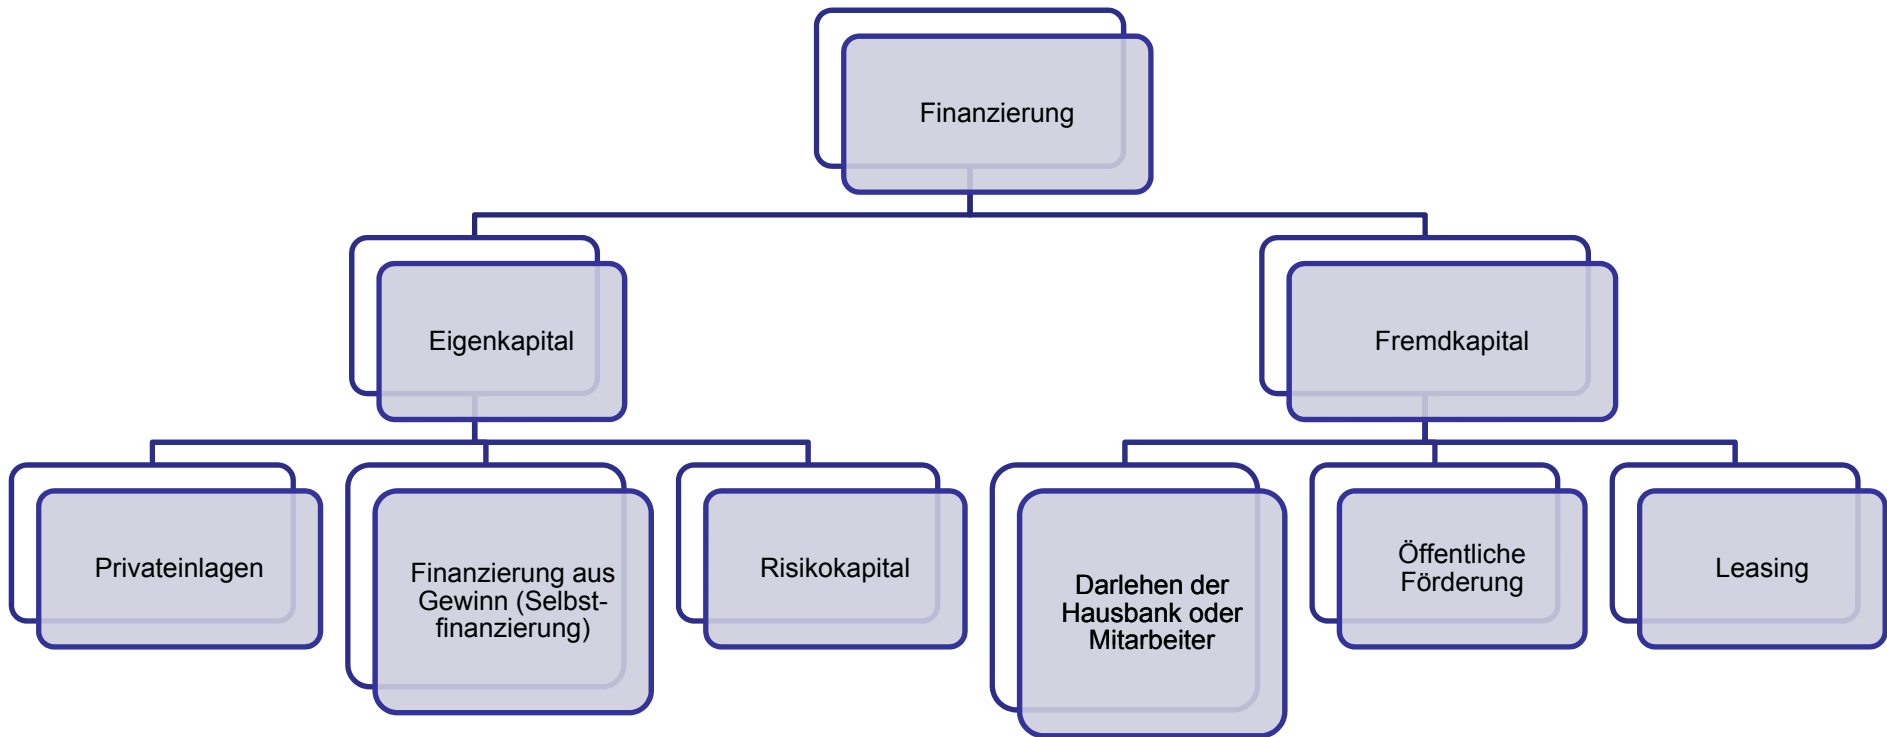 Finanzierung
Eigenkapital
Fremdkapital
Privateinlagen
Finanzierung aus
Gewinn (Selbst-
finanzierung)
Risikokapital
Darlehen der
Hausbank oder
Mitarbeiter
Öffentliche
Förderung
Leasing